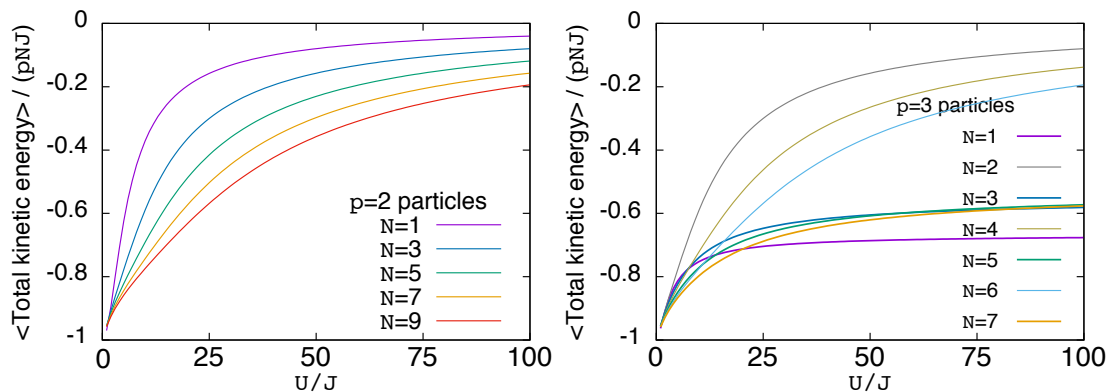 <Total kinetic energy> / (pNJ)
0
-0.2
-0.4
-0.6
-0.8
-1
p=2 particles
N=1
N=3
N=5
N=7
N=9
0
25
50
75
100
U/J
<Total kinetic energy> / (pNJ)
0
-0.2
-0.4
-0.6
-0.8
-1
p=3 particles
N=1
N=2
N=3
N=4
N=5
N=6
N=7
0
25
50
75
100
U/J